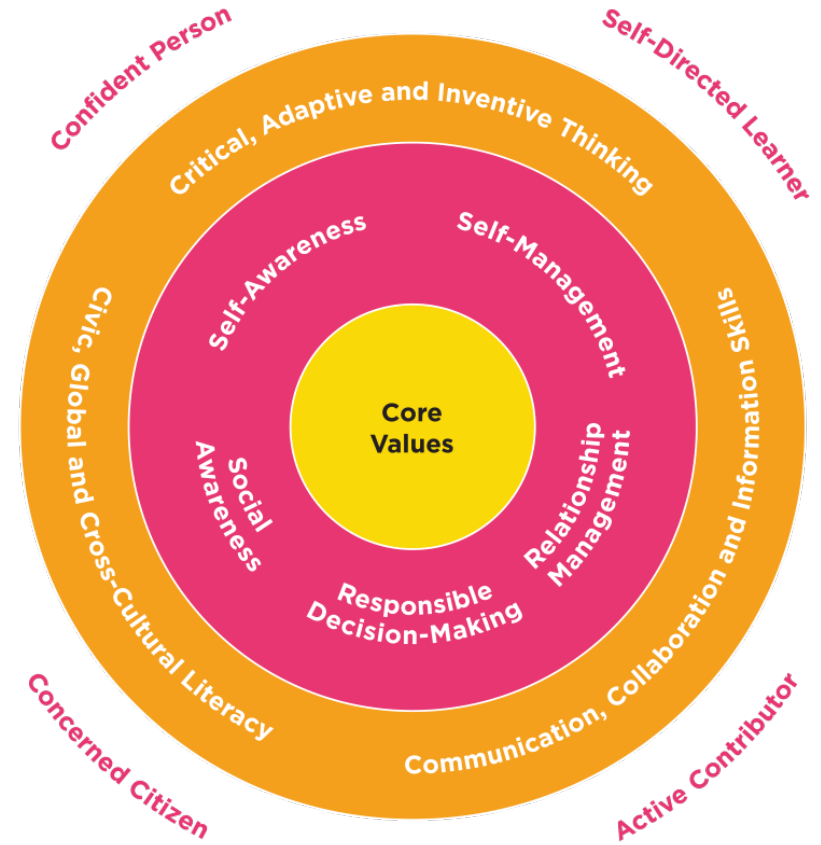 Confident Person
Self-Directed Learner
Critical, Adaptive and Inventive Thinking
Self-Awareness
Self-Management
Civic, Global and Cross-Cultural Literacy
Communication, Collaboration and Information Skills
Core
Values
Social
Awareness
Relationship
Management
Responsible
Decision-Making
Concerned Citizen
Active Contributor